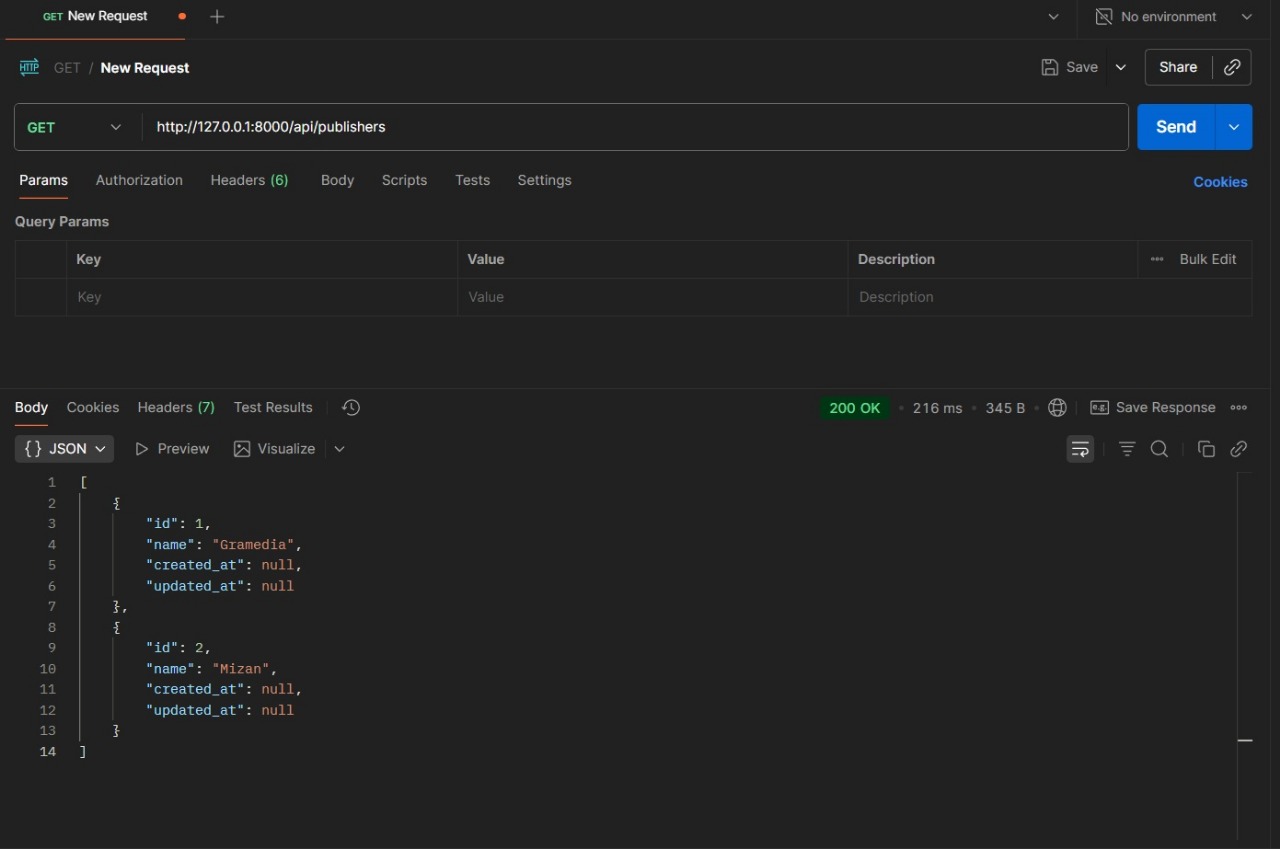 GET New Request
No environment
HTTP GET / New Request
Save
Share
GET http://127.0.0.1:8000/api/publishers
Send
Params Authorization Headers (6) Body Scripts Tests Settings
Cookies
Query Params
Key Value Description ••• Bulk Edit
Key Value Description
Body Cookies Headers (7) Test Results
200 OK • 216 ms • 345 B • e.g. Save Response •••
{} JSON Preview Visualize
1 [
2 {
3 "id": 1,
4 "name": "Gramedia",
5 "created_at": null,
6 "updated_at": null
7 },
8 {
9 "id": 2,
10 "name": "Mizan",
11 "created_at": null,
12 "updated_at": null
13 }
14 ]